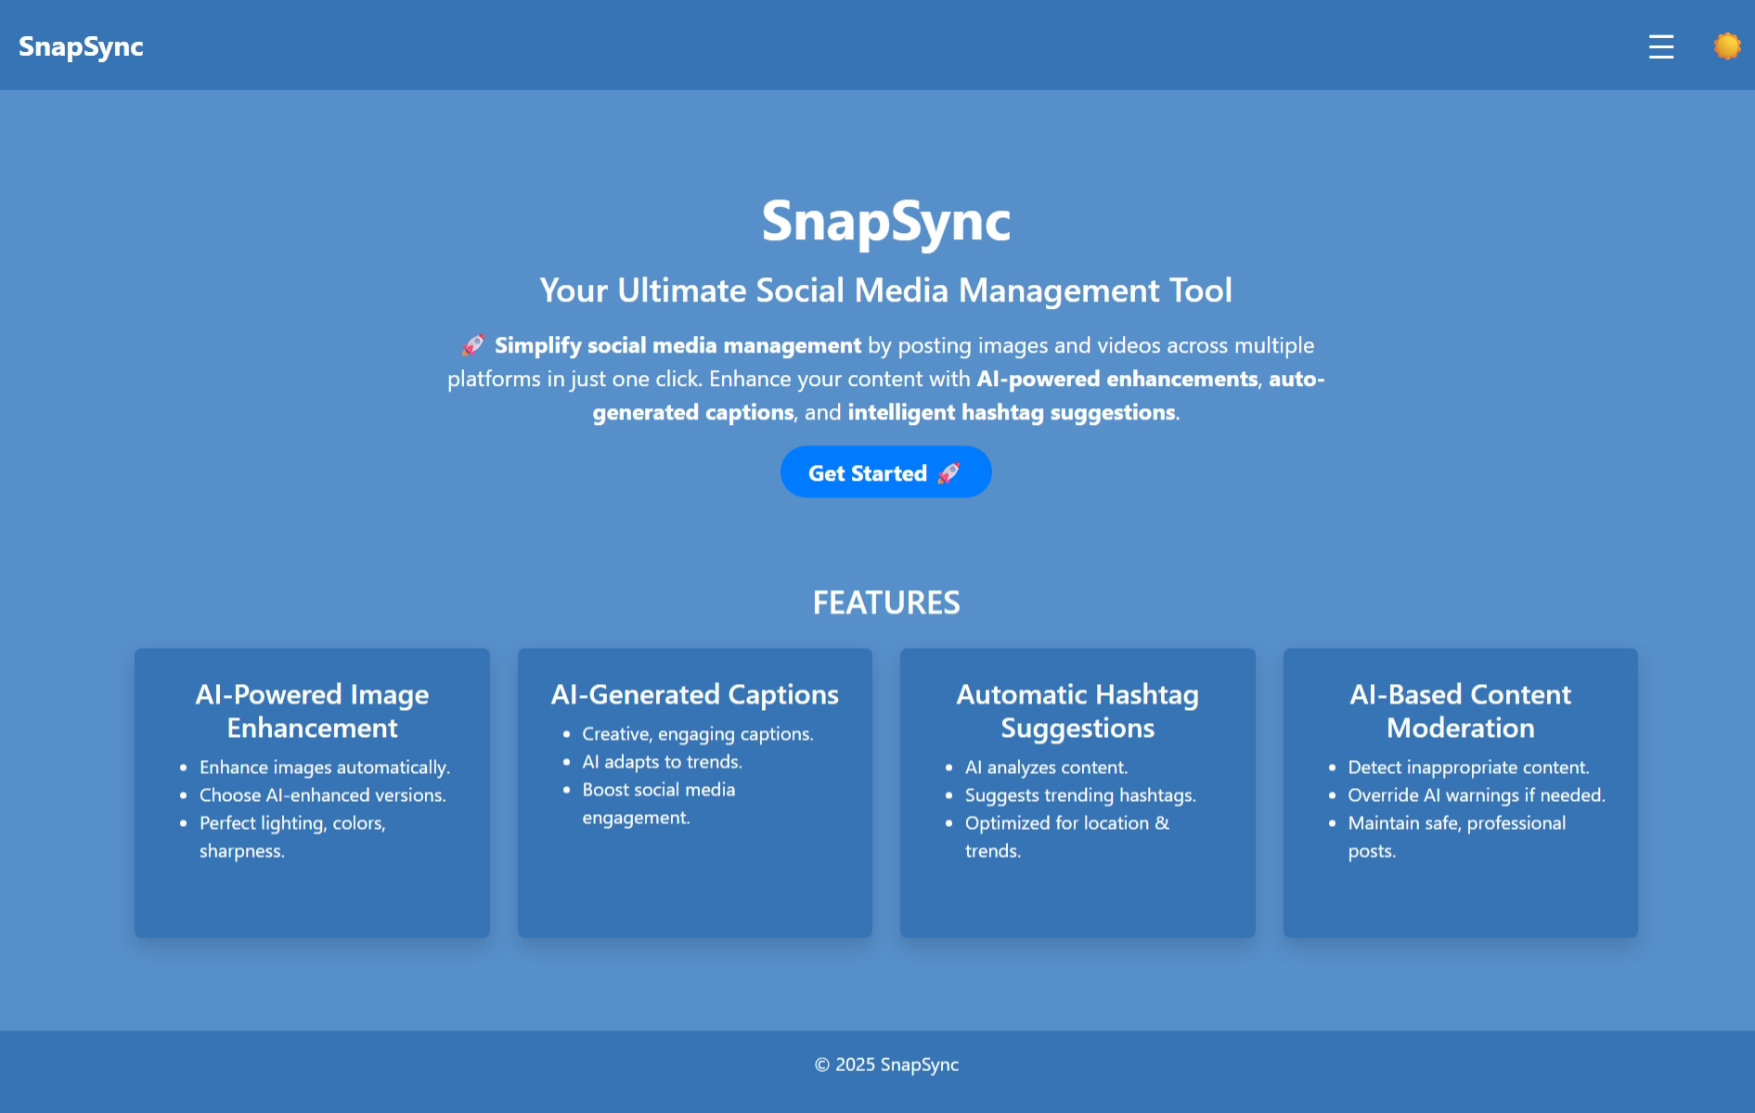 SnapSync
SnapSync
Your Ultimate Social Media Management Tool
🚀 Simplify social media management by posting images and videos across multiple
platforms in just one click. Enhance your content with AI-powered enhancements, auto-
generated captions, and intelligent hashtag suggestions.
Get Started 🚀
FEATURES
AI-Powered Image
Enhancement
• Enhance images automatically.
• Choose AI-enhanced versions.
• Perfect lighting, colors,
sharpness.
AI-Generated Captions
• Creative, engaging captions.
• AI adapts to trends.
• Boost social media
engagement.
Automatic Hashtag
Suggestions
• AI analyzes content.
• Suggests trending hashtags.
• Optimized for location &
trends.
AI-Based Content
Moderation
• Detect inappropriate content.
• Override AI warnings if needed.
• Maintain safe, professional
posts.
© 2025 SnapSync